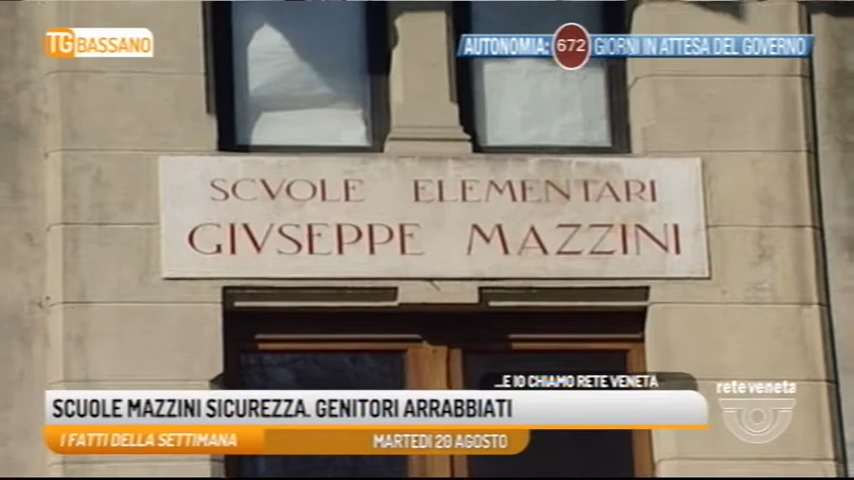 TG BASSANO
AUTONOMIA: 672 GIORNI IN ATTESA DEL GOVERNO
SCVOLE ELEMENTARI
GIVSEPPE MAZZINI
...E IO CHIAMO RETE VENETA
SCUOLE MAZZINI SICUREZZA. GENITORI ARRABBIATI
reteveneta
I FATTI DELLA SETTIMANA
MARTEDÌ 20 AGOSTO